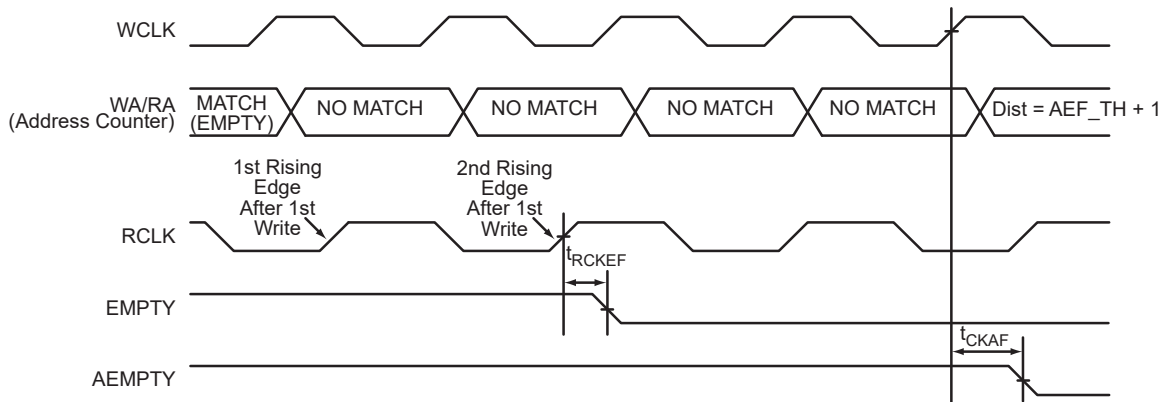 WCLK
WA/RA
(Address Counter)
MATCH
(EMPTY)
NO MATCH
NO MATCH
NO MATCH
NO MATCH
Dist = AEF_TH + 1
1st Rising
Edge
After 1st
Write
2nd Rising
Edge
After 1st
Write
RCLK
tRCKEF
EMPTY
tCKAF
AEMPTY